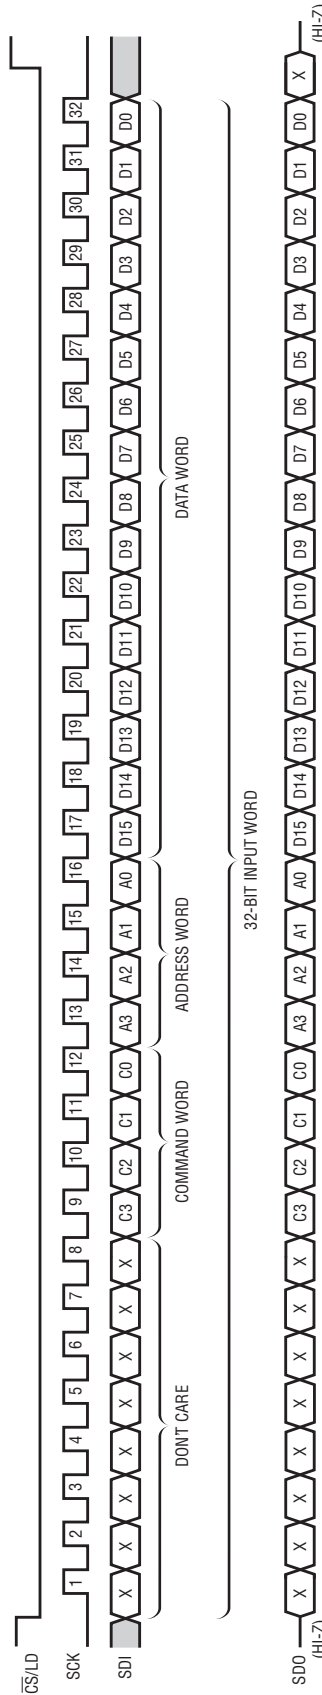 C̅S̅/LD
SCK 1 2 3 4 5 6 7 8 9 10 11 12 13 14 15 16 17 18 19 20 21 22 23 24 25 26 27 28 29 30 31 32
SDI X X X X X X X X C3 C2 C1 C0 A3 A2 A1 A0 D15 D14 D13 D12 D11 D10 D9 D8 D7 D6 D5 D4 D3 D2 D1 D0
DON'T CARE COMMAND WORD ADDRESS WORD DATA WORD
32-BIT INPUT WORD
SDO X X X X X X X X C3 C2 C1 C0 A3 A2 A1 A0 D15 D14 D13 D12 D11 D10 D9 D8 D7 D6 D5 D4 D3 D2 D1 D0 X
(HI-Z) (HI-Z)